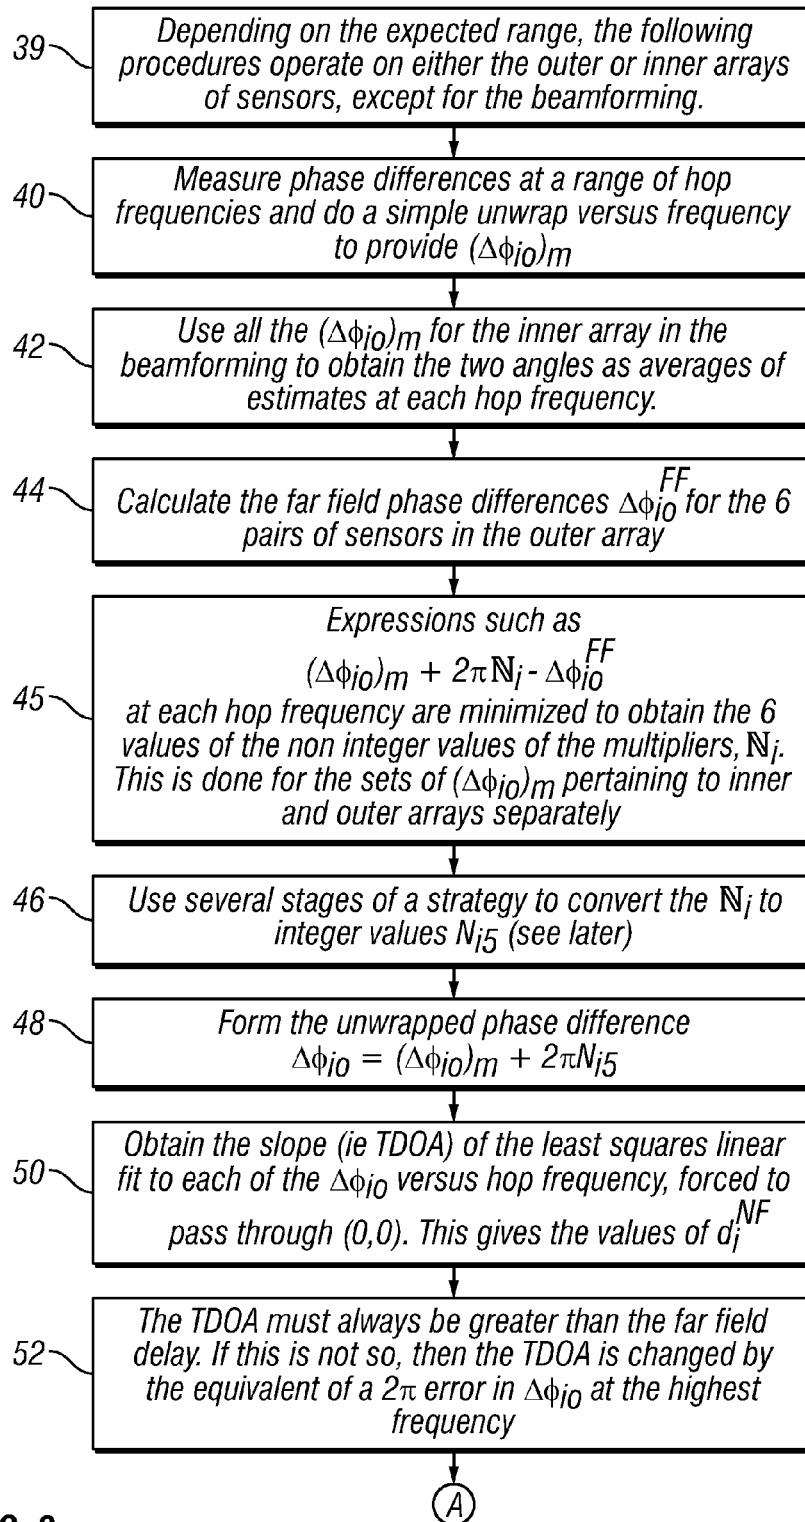 39
Depending on the expected range, the following
procedures operate on either the outer or inner arrays
of sensors, except for the beamforming.
40
Measure phase differences at a range of hop
frequencies and do a simple unwrap versus frequency
to provide (Δϕio)m
42
Use all the (Δϕio)m for the inner array in the
beamforming to obtain the two angles as averages of
estimates at each hop frequency.
44
Calculate the far field phase differences Δϕio^FF for the 6
pairs of sensors in the outer array
45
Expressions such as
(Δϕio)m + 2πℕi - Δϕio^FF
at each hop frequency are minimized to obtain the 6
values of the non integer values of the multipliers, ℕi.
This is done for the sets of (Δϕio)m pertaining to inner
and outer arrays separately
46
Use several stages of a strategy to convert the ℕi to
integer values Ni5 (see later)
48
Form the unwrapped phase difference
Δϕio = (Δϕio)m + 2πNi5
50
Obtain the slope (ie TDOA) of the least squares linear
fit to each of the Δϕio versus hop frequency, forced to
pass through (0,0). This gives the values of di^NF
52
The TDOA must always be greater than the far field
delay. If this is not so, then the TDOA is changed by
the equivalent of a 2π error in Δϕio at the highest
frequency
A